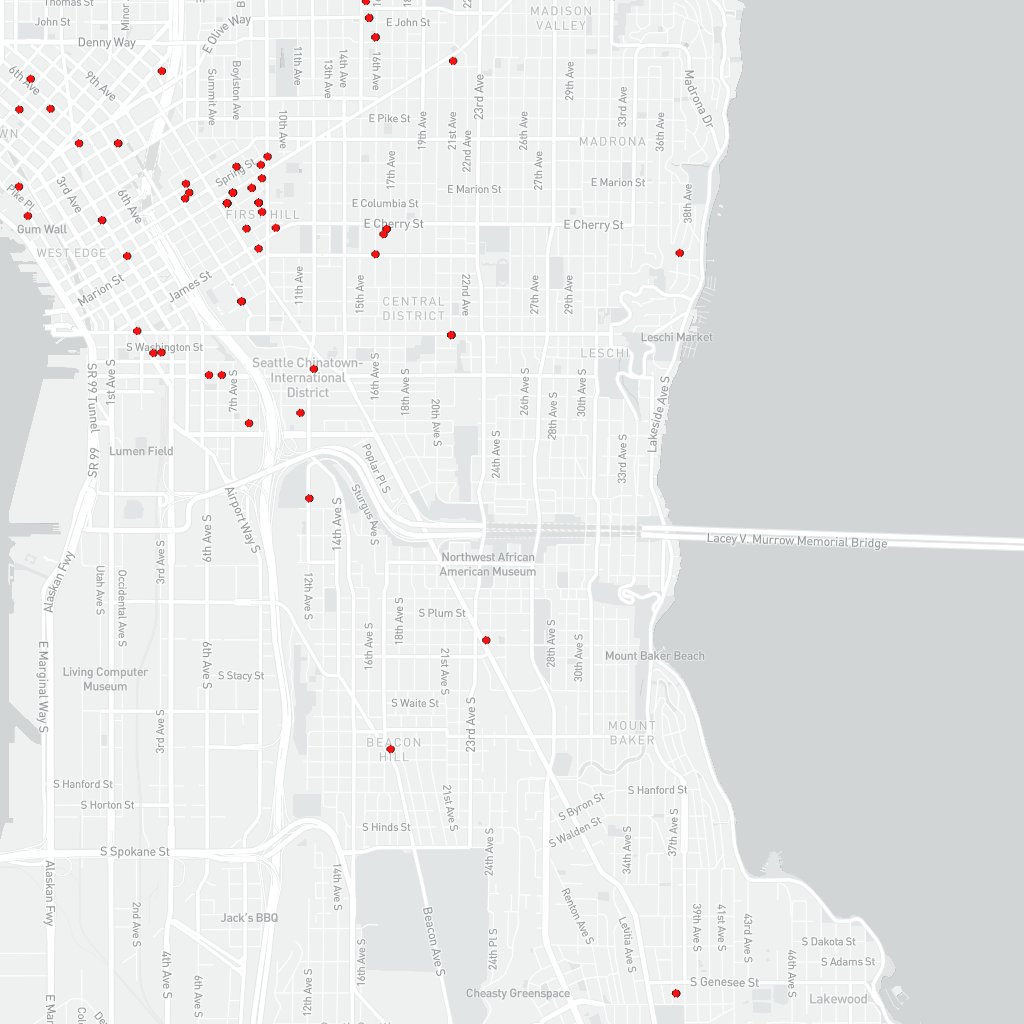 Thomas St
John St
Minor
Denny Way
E Olive Way
E John St
MADISON
VALLEY
6th Ave
9th Ave
Summit Ave
Boylston Ave
11th Ave
13th Ave
14th Ave
16th Ave
23rd Ave
29th Ave
33rd Ave
Madrona Dr
E Pike St
10th Ave
19th Ave
21st Ave
22nd Ave
26th Ave
MADRONA
36th Ave
17th Ave
27th Ave
Spring St
E Marion St
E Marion St
38th Ave
Pike Pl
3rd Ave
6th Ave
E Columbia St
FIRST HILL
E Cherry St
E Cherry St
Gum Wall
WEST EDGE
Marion St
James St
11th Ave
15th Ave
22nd Ave
27th Ave
29th Ave
CENTRAL
DISTRICT
S Washington St
Leschi Market
LESCHI
SR 99 Tunnel
1st Ave S
7th Ave S
Seattle Chinatown-
International
District
16th Ave S
18th Ave S
20th Ave S
26th Ave S
28th Ave S
30th Ave S
Lakeside Ave S
Lumen Field
SR 99
Poplar Pl S
24th Ave S
33rd Ave S
Airport Way S
Sturgus Ave S
14th Ave S
Alaskan Fwy
S Ave 6th
3rd Ave S
Northwest African
American Museum
Lacey V. Murrow Memorial Bridge
Utah Ave S
Occidental Ave S
12th Ave S
18th Ave S
S Plum St
E Marginal Way S
6th Ave S
16th Ave S
21st Ave S
28th Ave S
30th Ave S
Mount Baker Beach
Living Computer
Museum
S Stacy St
3rd Ave S
S Waite St
23rd Ave S
BEACON
HILL
MOUNT
BAKER
S Hanford St
S Horton St
21st Ave S
S Hanford St
S Byron St
S Hinds St
S Walden St
24th Ave S
34th Ave S
37th Ave S
S Spokane St
Alaskan Fwy
14th Ave S
2nd Ave S
Jack's BBQ
Beacon Ave S
Renton Ave S
Letitia Ave S
39th Ave S
41st Ave S
43rd Ave S
4th Ave S
6th Ave S
12th Ave S
16th Ave S
24th Pl S
46th Ave S
S Dakota St
S Adams St
S Genesee St
Cheasty Greenspace
Lakewood
E Mar